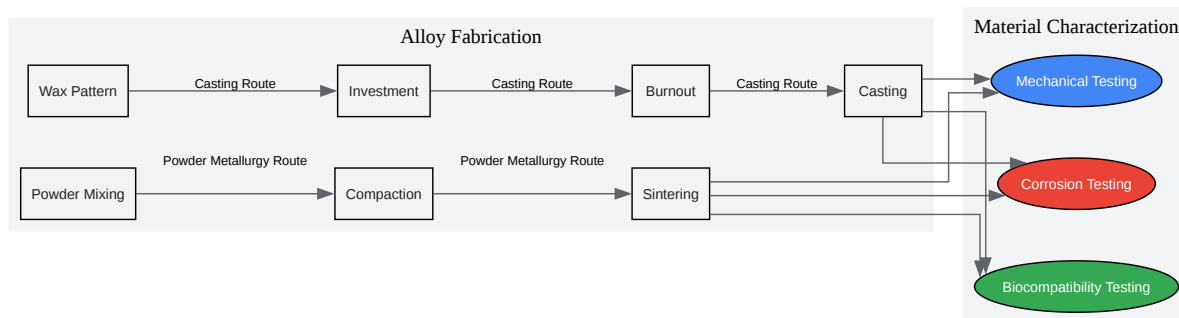 Alloy Fabrication
Material Characterization
Wax Pattern
Casting Route
Investment
Casting Route
Burnout
Casting Route
Casting
Mechanical Testing
Powder Mixing
Powder Metallurgy Route
Compaction
Powder Metallurgy Route
Sintering
Corrosion Testing
Biocompatibility Testing